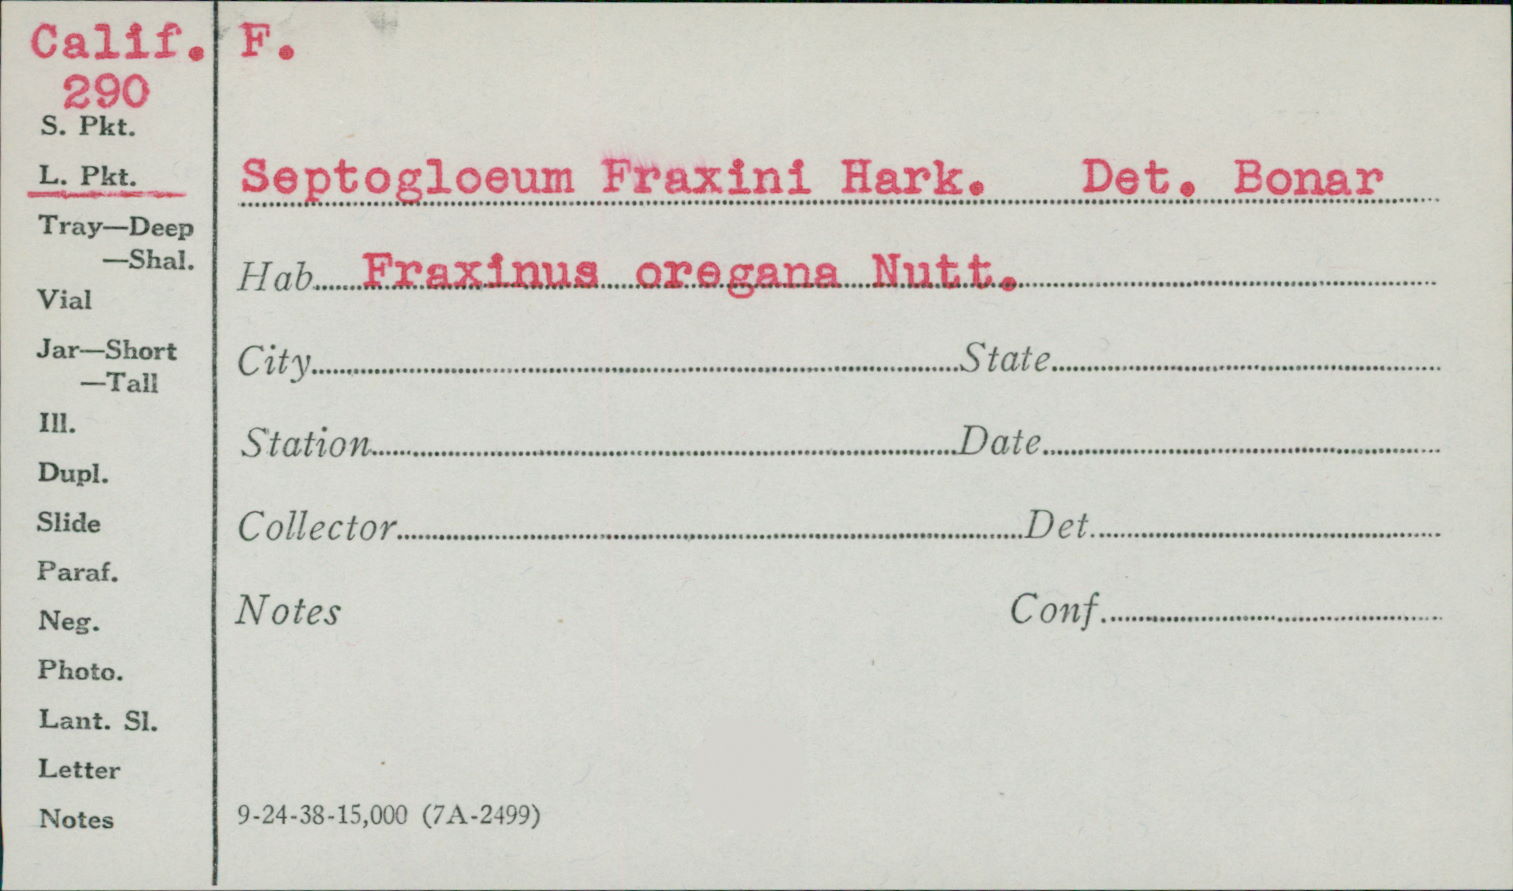 Calif. F.
290
S. Pkt.
L. Pkt.
Septogloeum Fraxini Hark. Det. Bonar
Tray—Deep
—Shal.
Hab. Fraxinus oregana Nutt.
Vial
Jar—Short
—Tall
City State
Ill.
Station Date
Dupl.
Slide
Collector Det.
Paraf.
Neg.
Notes Conf.
Photo.
Lant. Sl.
Letter
Notes
9-24-38-15,000 (7A-2499)